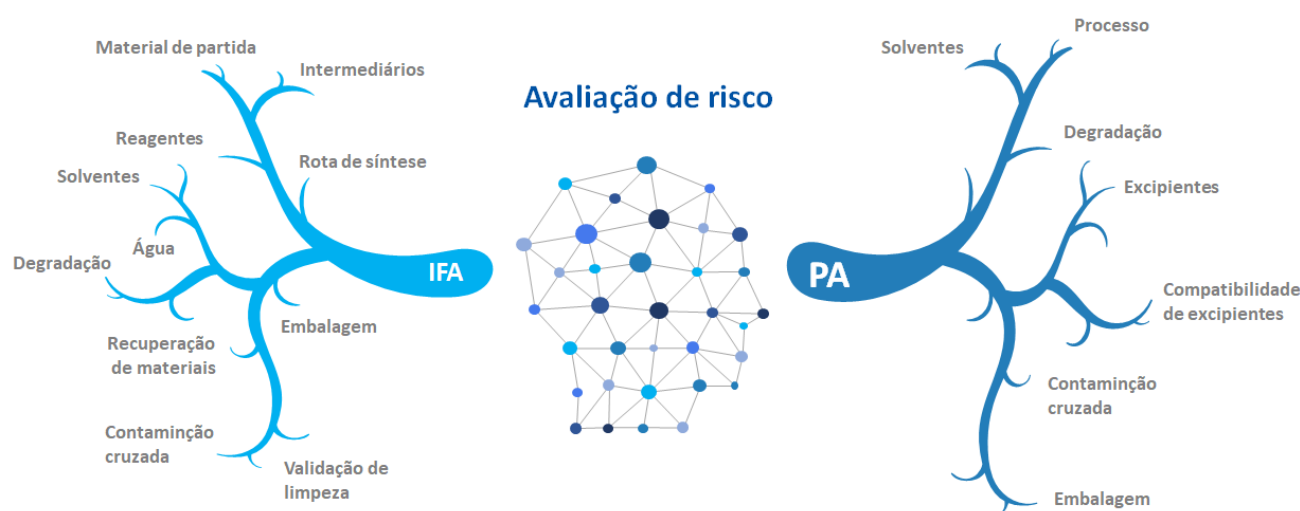 Material de partida
Intermediários
Reagentes
Rota de síntese
Solventes
Água
Degradação
IFA
Embalagem
Recuperação
de materiais
Contaminção
cruzada
Validação de
limpeza
Avaliação de risco
Processo
Solventes
Degradação
Excipientes
PA
Compatibilidade
de excipientes
Contaminção
cruzada
Embalagem